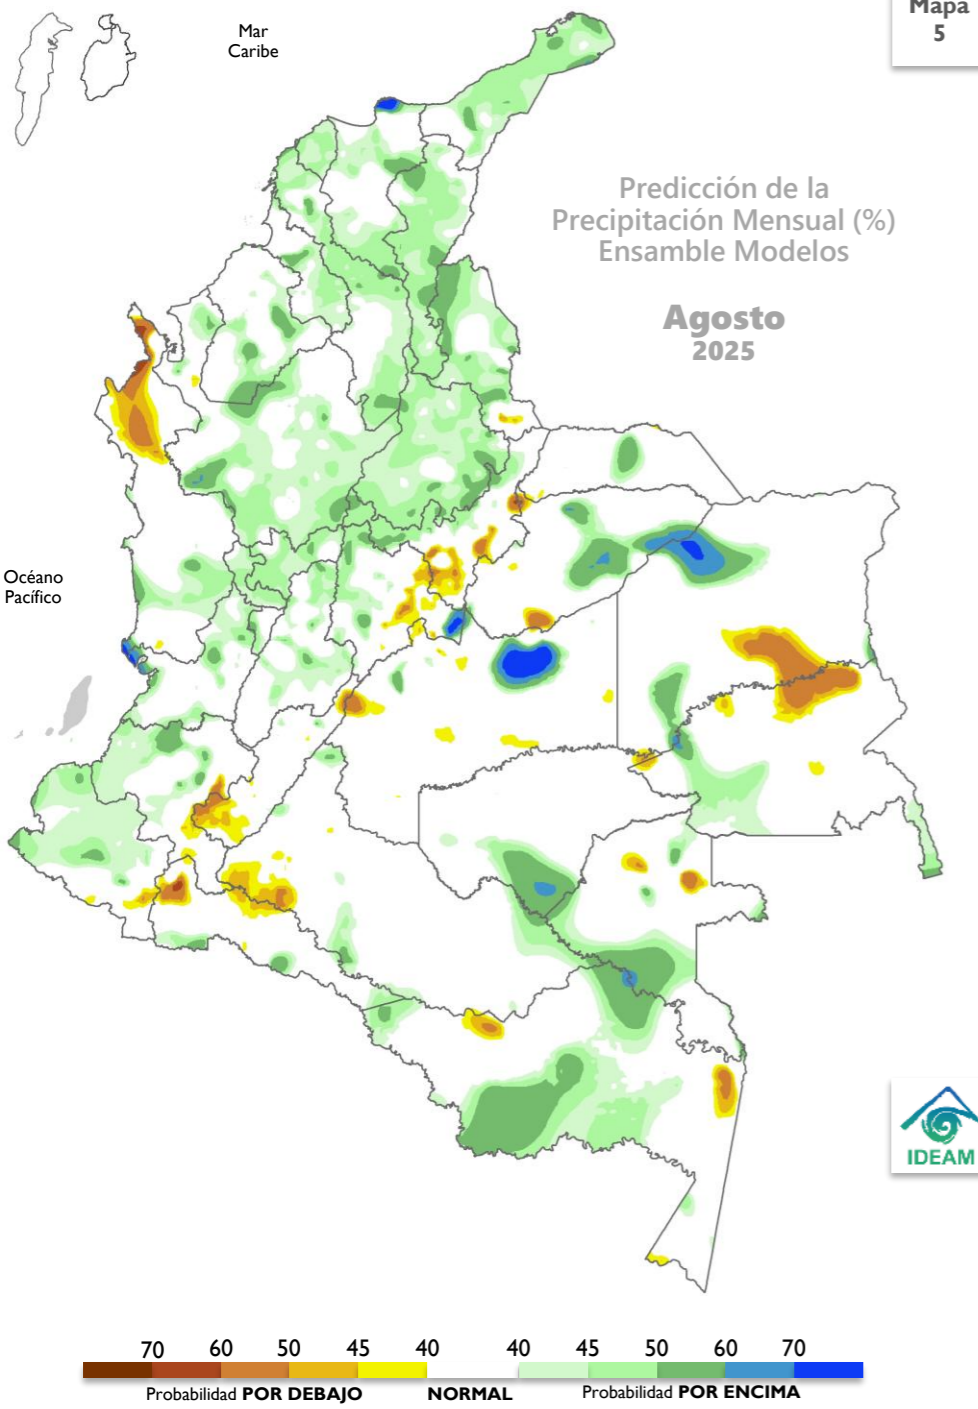 Mapa
5
Mar
Caribe
Predicción de la
Precipitación Mensual (%)
Ensamble Modelos
Agosto
2025
Océano
Pacífico
IDEAM
70 60 50 45 40 40 45 50 60 70
Probabilidad POR DEBAJO NORMAL Probabilidad POR ENCIMA